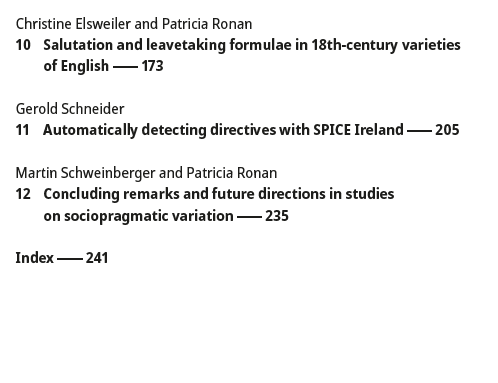 Christine Elsweiler and Patricia Ronan
10 Salutation and leavetaking formulae in 18th-century varieties
of English — 173
Gerold Schneider
11 Automatically detecting directives with SPICE Ireland — 205
Martin Schweinberger and Patricia Ronan
12 Concluding remarks and future directions in studies
on sociopragmatic variation — 235
Index — 241